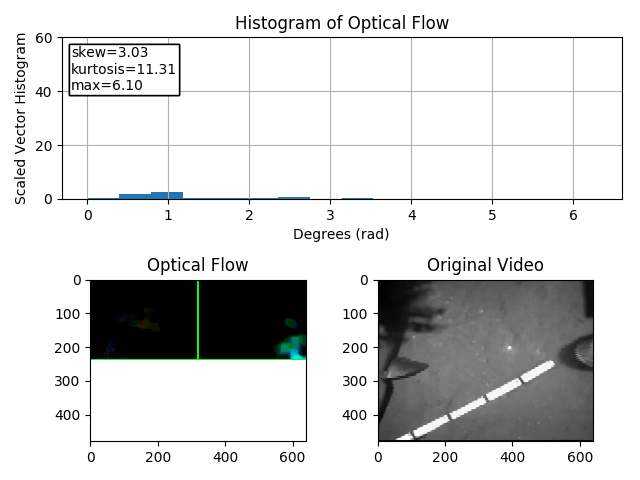 Histogram of Optical Flow
60
40
20
0
Scaled Vector Histogram
skew=3.03
kurtosis=11.31
max=6.10
0 1 2 3 4 5 6
Degrees (rad)
Optical Flow
0
100
200
300
400
0 200 400 600
Original Video
0
100
200
300
400
0 200 400 600